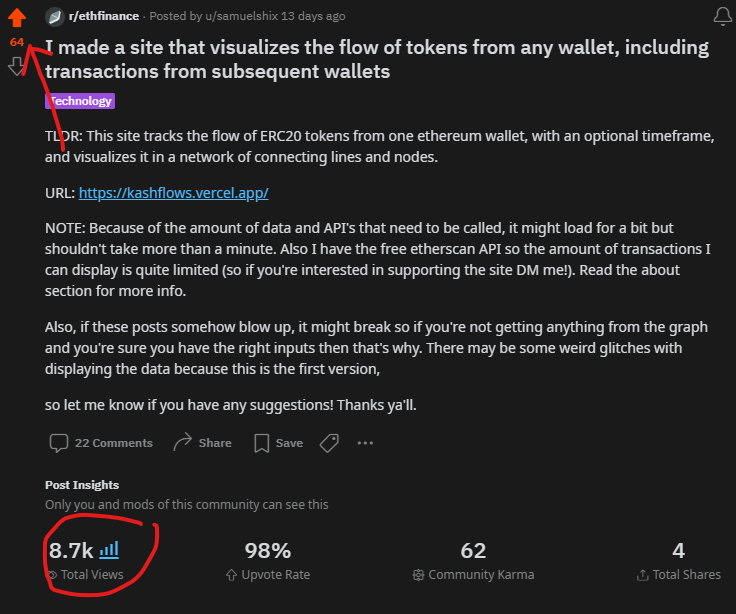 r/ethfinance · Posted by u/samuelshix 13 days ago
64
I made a site that visualizes the flow of tokens from any wallet, including
transactions from subsequent wallets
Technology
TLDR: This site tracks the flow of ERC20 tokens from one ethereum wallet, with an optional timeframe,
and visualizes it in a network of connecting lines and nodes.
URL: https://kashflows.vercel.app/
NOTE: Because of the amount of data and API's that need to be called, it might load for a bit but
shouldn't take more than a minute. Also I have the free etherscan API so the amount of transactions I
can display is quite limited (so if you're interested in supporting the site DM me!). Read the about
section for more info.
Also, if these posts somehow blow up, it might break so if you're not getting anything from the graph
and you're sure you have the right inputs then that's why. There may be some weird glitches with
displaying the data because this is the first version,
so let me know if you have any suggestions! Thanks ya'll.
22 Comments Share Save
Post Insights
Only you and mods of this community can see this
8.7k 98% 62 4
Total Views Upvote Rate Community Karma Total Shares